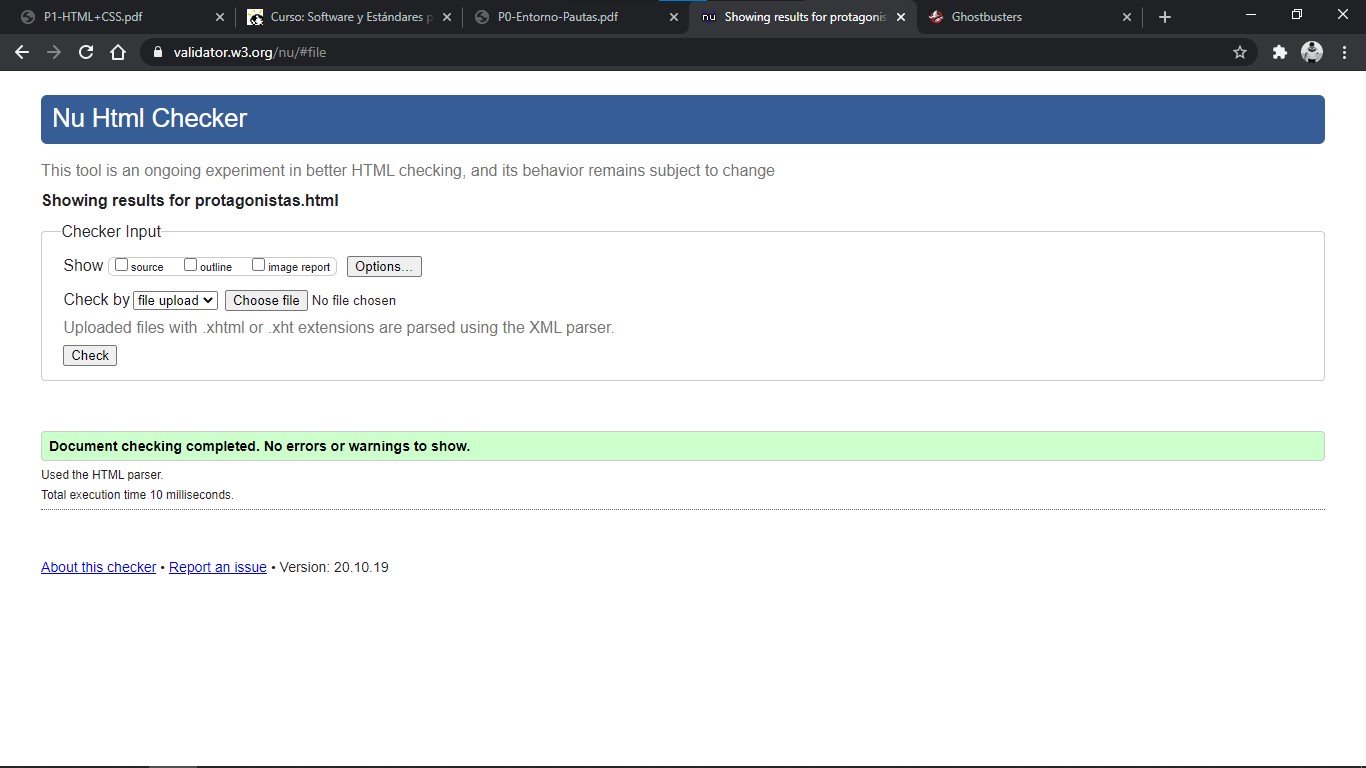 P1-HTML+CSS.pdf
Curso: Software y Estándares p
P0-Entorno-Pautas.pdf
nu Showing results for protagonis
Ghostbusters
validator.w3.org/nu/#file
Nu Html Checker
This tool is an ongoing experiment in better HTML checking, and its behavior remains subject to change
Showing results for protagonistas.html
Checker Input
Show source outline image report Options...
Check by file upload Choose file No file chosen
Uploaded files with .xhtml or .xht extensions are parsed using the XML parser.
Check
Document checking completed. No errors or warnings to show.
Used the HTML parser.
Total execution time 10 milliseconds.
About this checker • Report an issue • Version: 20.10.19